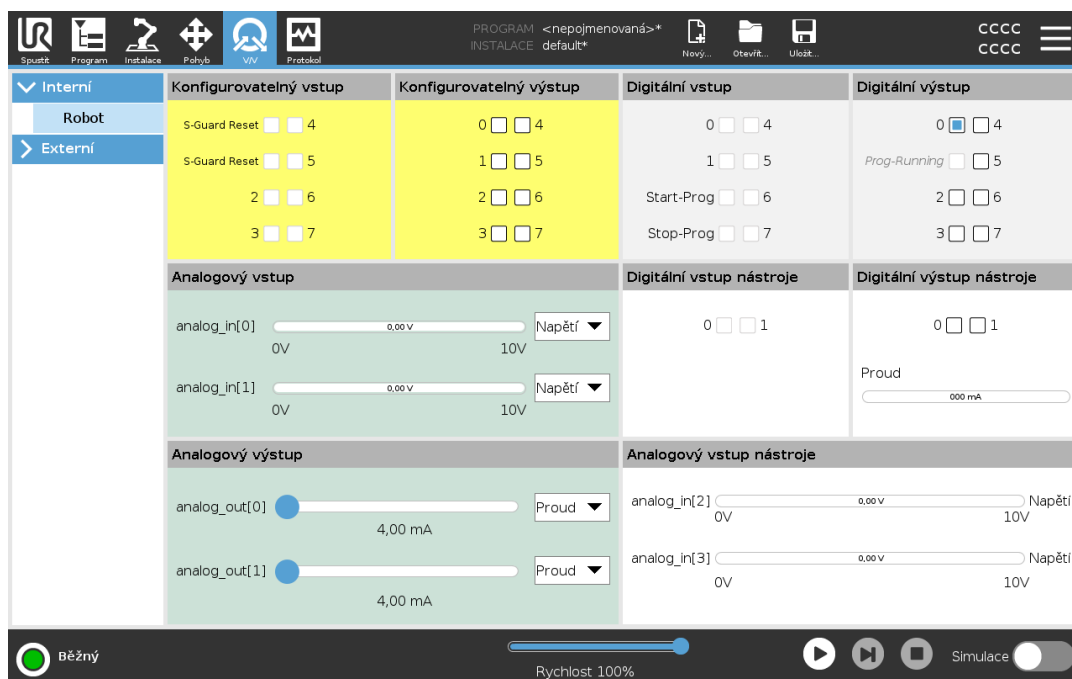 PROGRAM <nepojmenovaná>*
INSTALACE default*
CCCC
CCCC
Spustit Program Instalace Pohyb V/V Protokol Nový... Otevřít... Uložit...
Interní
Robot
Externí
Konfigurovatelný vstup
S-Guard Reset 4
S-Guard Reset 5
2 6
3 7
Konfigurovatelný výstup
0 4
1 5
2 6
3 7
Digitální vstup
0 4
1 5
Start-Prog 6
Stop-Prog 7
Digitální výstup
0 4
Prog-Running 5
2 6
3 7
Analogový vstup
analog_in[0] 0,00 V Napětí
0V 10V
analog_in[1] 0,00 V Napětí
0V 10V
Digitální vstup nástroje
0 1
Digitální výstup nástroje
0 1
Proud
000 mA
Analogový výstup
analog_out[0] Proud
4,00 mA
analog_out[1] Proud
4,00 mA
Analogový vstup nástroje
analog_in[2] 0,00 V Napětí
0V 10V
analog_in[3] 0,00 V Napětí
0V 10V
Běžný
Rychlost 100%
Simulace